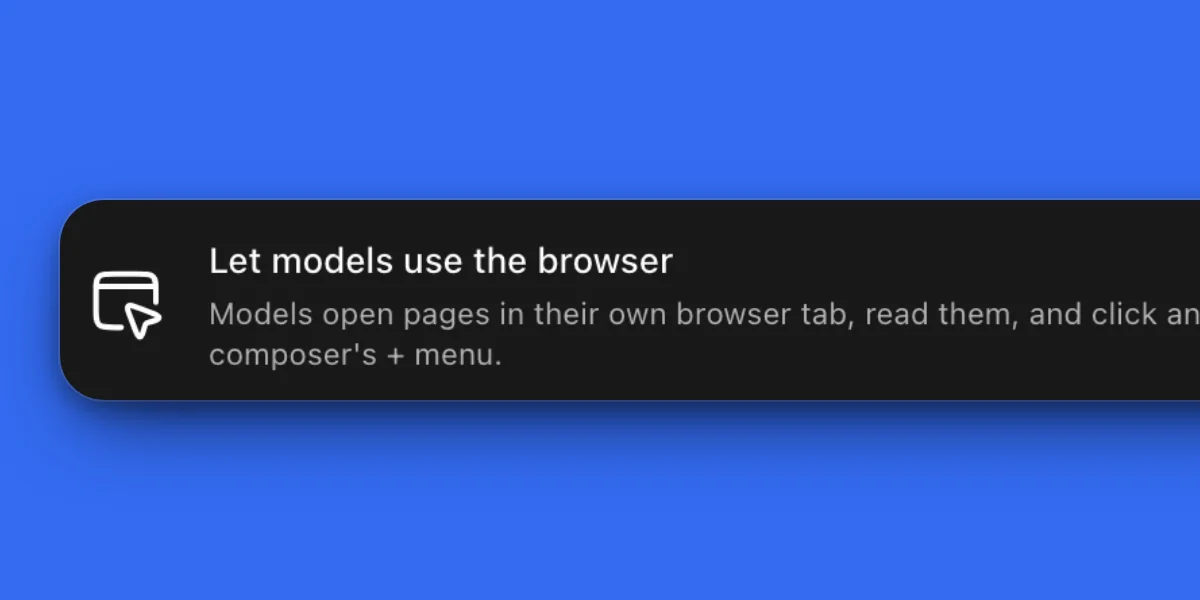 Let models use the browser
Models open pages in their own browser tab, read them, and click an
composer's + menu.